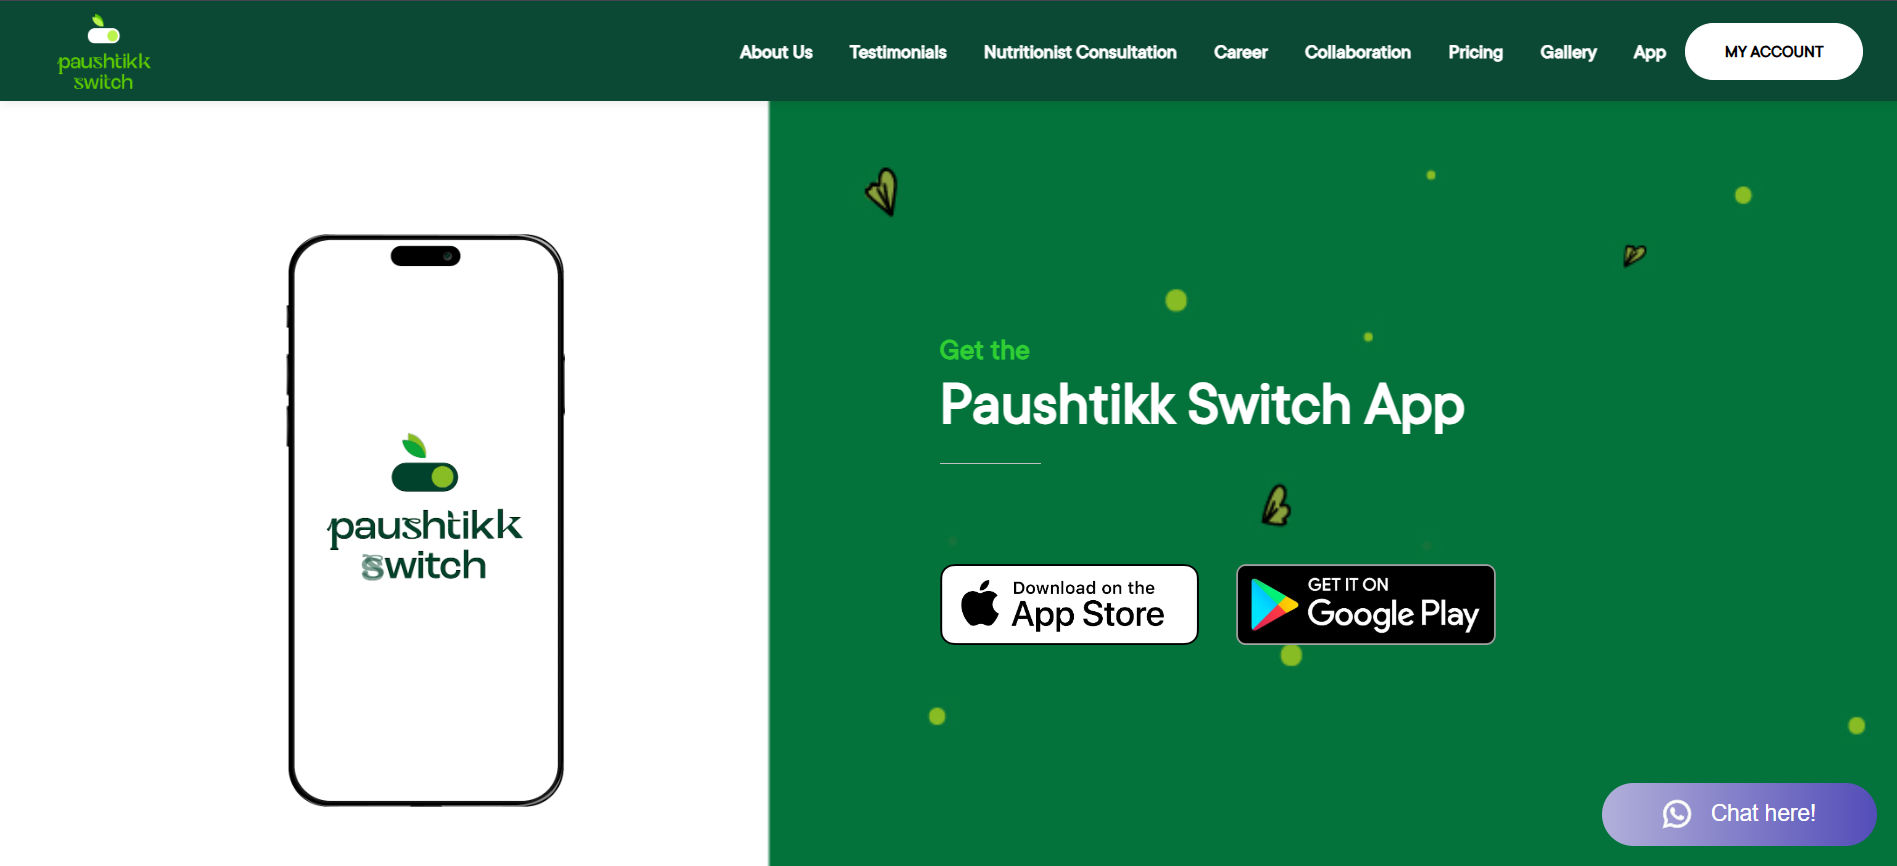 paushtikk
switch
About Us
Testimonials
Nutritionist Consultation
Career
Collaboration
Pricing
Gallery
App
MY ACCOUNT
paushtikk
switch
Get the
Paushtikk Switch App
Download on the
App Store
GET IT ON
Google Play
Chat here!